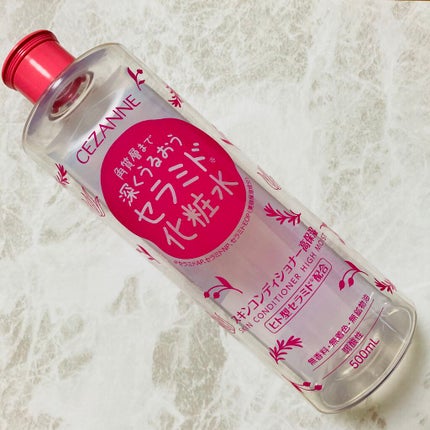 CEZANNE
角質層まで
深くうるおう
セラミド※
化粧水
スキンコンディショナー高保湿
SKIN CONDITIONER HIGH MOIST
ヒト型セラミド※配合
無香料・無着色・無鉱物油
弱酸性
500mL